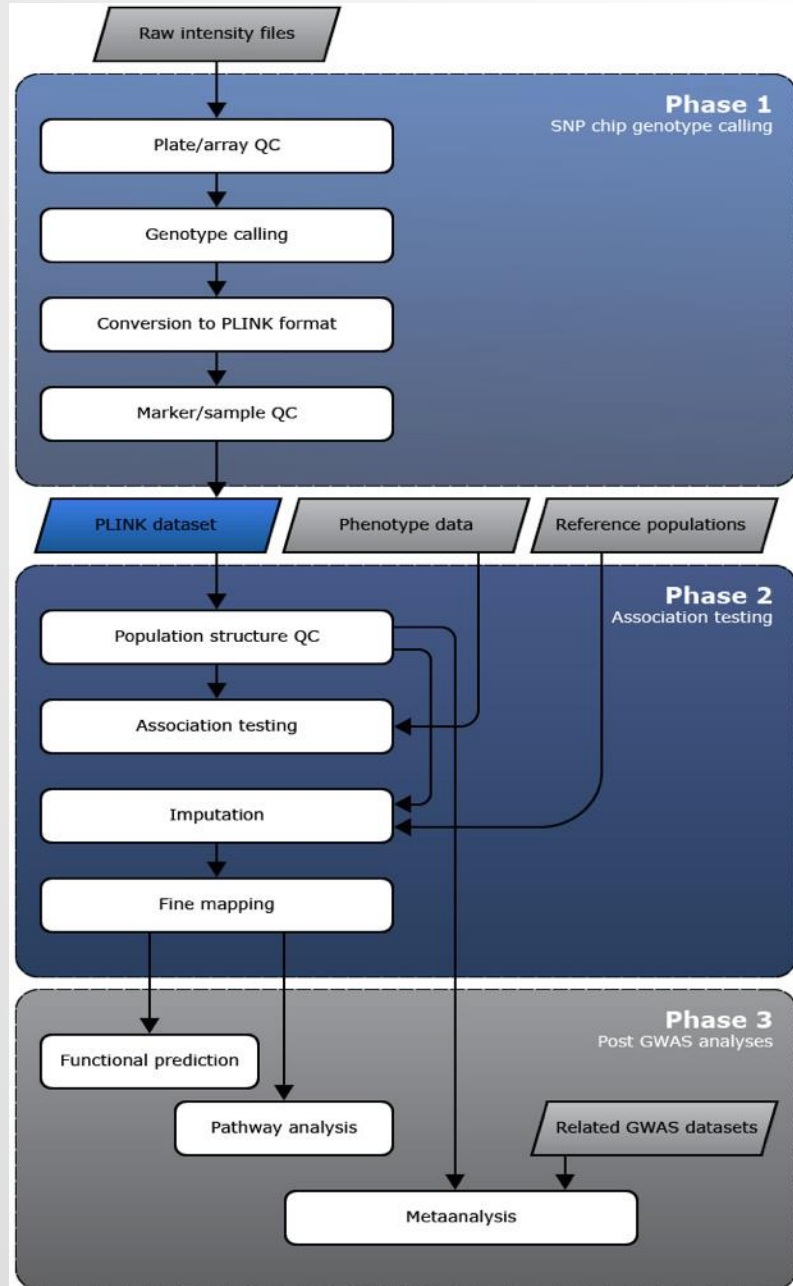 Raw intensity files
Phase 1
SNP chip genotype calling
Plate/array QC
Genotype calling
Conversion to PLINK format
Marker/sample QC
PLINK dataset
Phenotype data
Reference populations
Phase 2
Association testing
Population structure QC
Association testing
Imputation
Fine mapping
Phase 3
Post GWAS analyses
Functional prediction
Pathway analysis
Related GWAS datasets
Metaanalysis